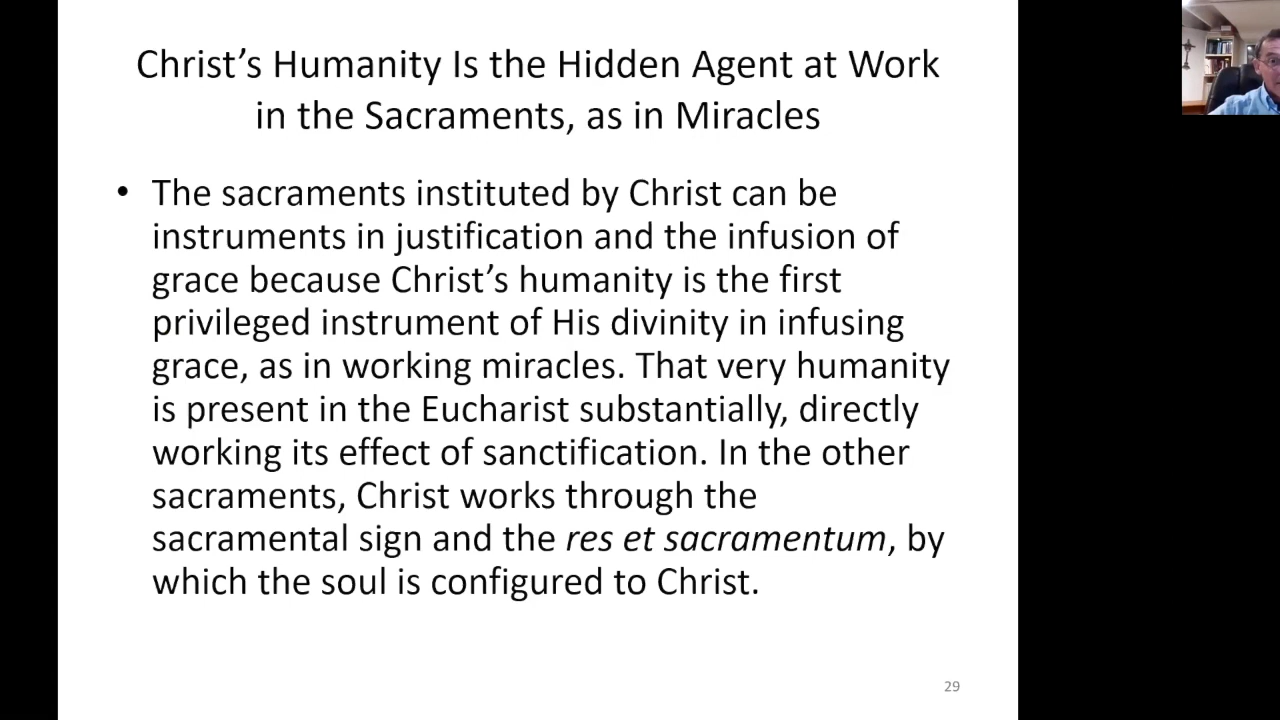 Christ’s Humanity Is the Hidden Agent at Work
in the Sacraments, as in Miracles
• The sacraments instituted by Christ can be
instruments in justification and the infusion of
grace because Christ’s humanity is the first
privileged instrument of His divinity in infusing
grace, as in working miracles. That very humanity
is present in the Eucharist substantially, directly
working its effect of sanctification. In the other
sacraments, Christ works through the
sacramental sign and the res et sacramentum, by
which the soul is configured to Christ.
29